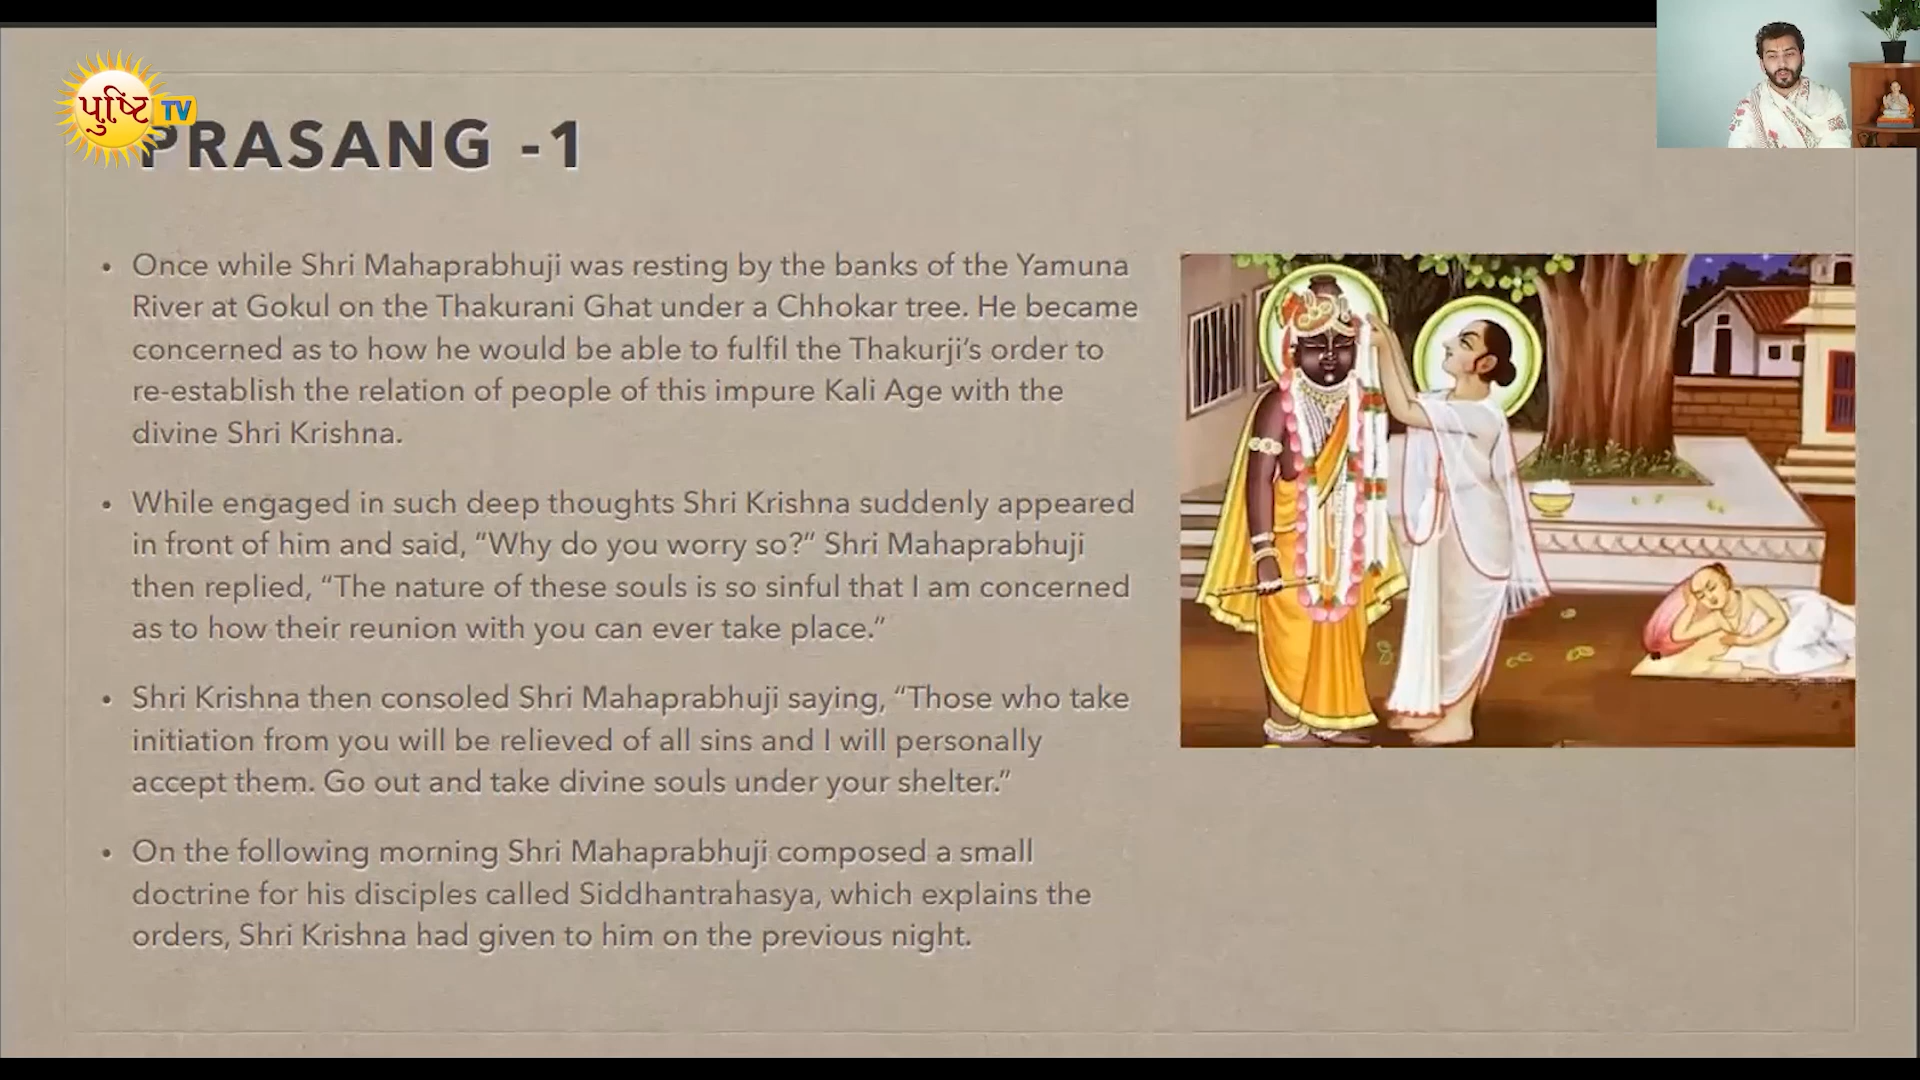 પુષ્ટિ TV
PRASANG -1
• Once while Shri Mahaprabhuji was resting by the banks of the Yamuna
River at Gokul on the Thakurani Ghat under a Chhokar tree. He became
concerned as to how he would be able to fulfil the Thakurji’s order to
re-establish the relation of people of this impure Kali Age with the
divine Shri Krishna.
• While engaged in such deep thoughts Shri Krishna suddenly appeared
in front of him and said, “Why do you worry so?” Shri Mahaprabhuji
then replied, “The nature of these souls is so sinful that I am concerned
as to how their reunion with you can ever take place.”
• Shri Krishna then consoled Shri Mahaprabhuji saying, “Those who take
initiation from you will be relieved of all sins and I will personally
accept them. Go out and take divine souls under your shelter.”
• On the following morning Shri Mahaprabhuji composed a small
doctrine for his disciples called Siddhantrahasya, which explains the
orders, Shri Krishna had given to him on the previous night.